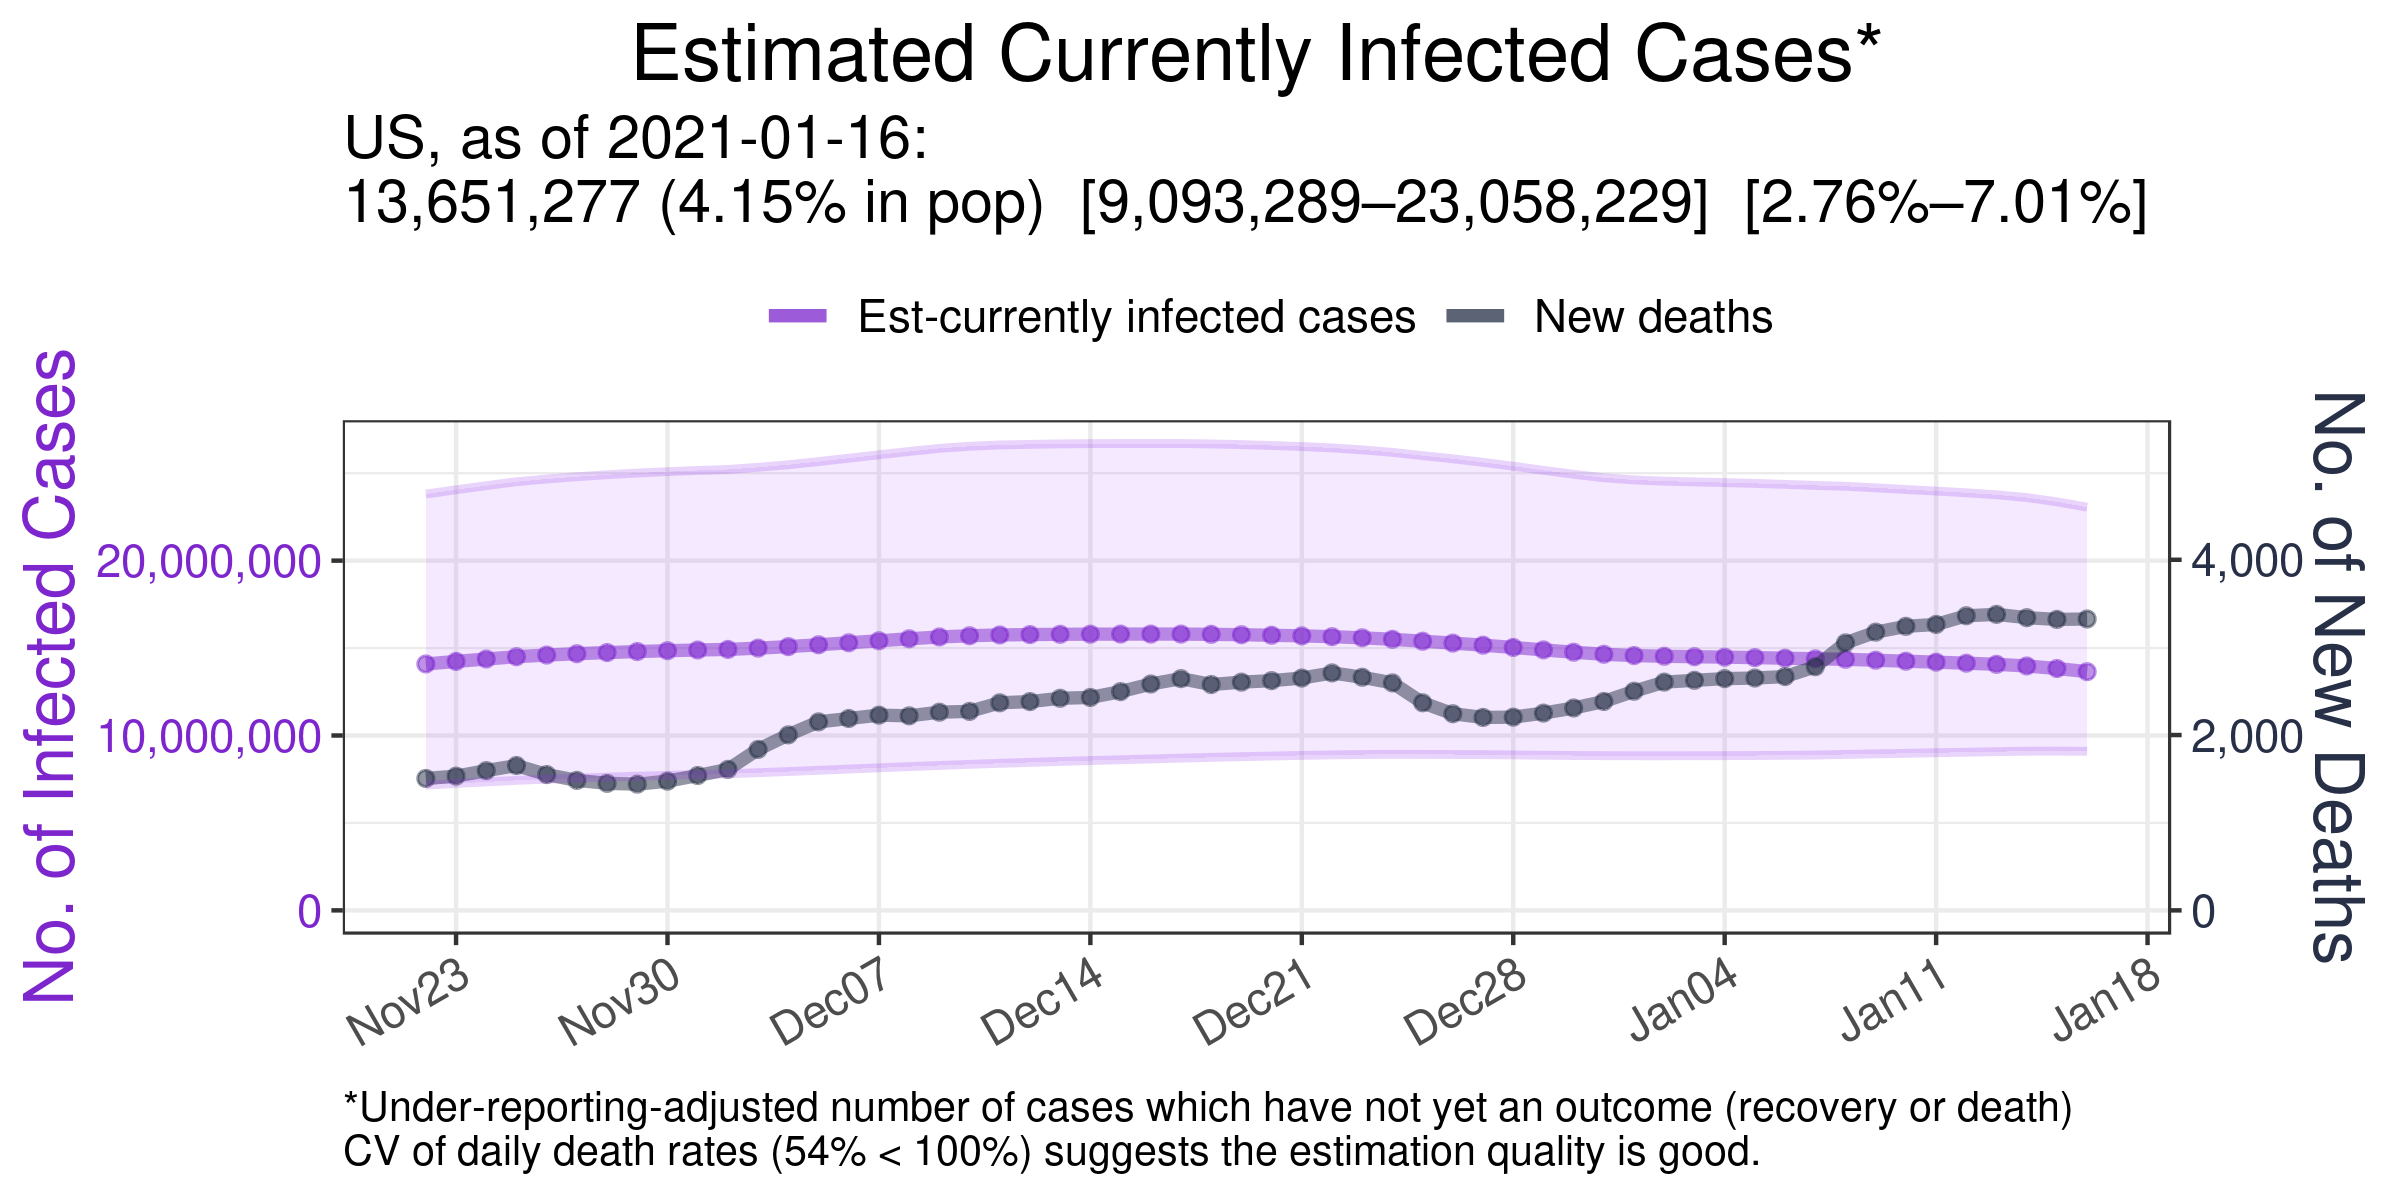 Estimated Currently Infected Cases*
US, as of 2021-01-16:
13,651,277 (4.15% in pop) [9,093,289–23,058,229] [2.76%–7.01%]
Est-currently infected cases New deaths
No. of Infected Cases
20,000,000
10,000,000
0
4,000
2,000
0
No. of New Deaths
Nov23 Nov30 Dec07 Dec14 Dec21 Dec28 Jan04 Jan11 Jan18
*Under-reporting-adjusted number of cases which have not yet an outcome (recovery or death)
CV of daily death rates (54% < 100%) suggests the estimation quality is good.